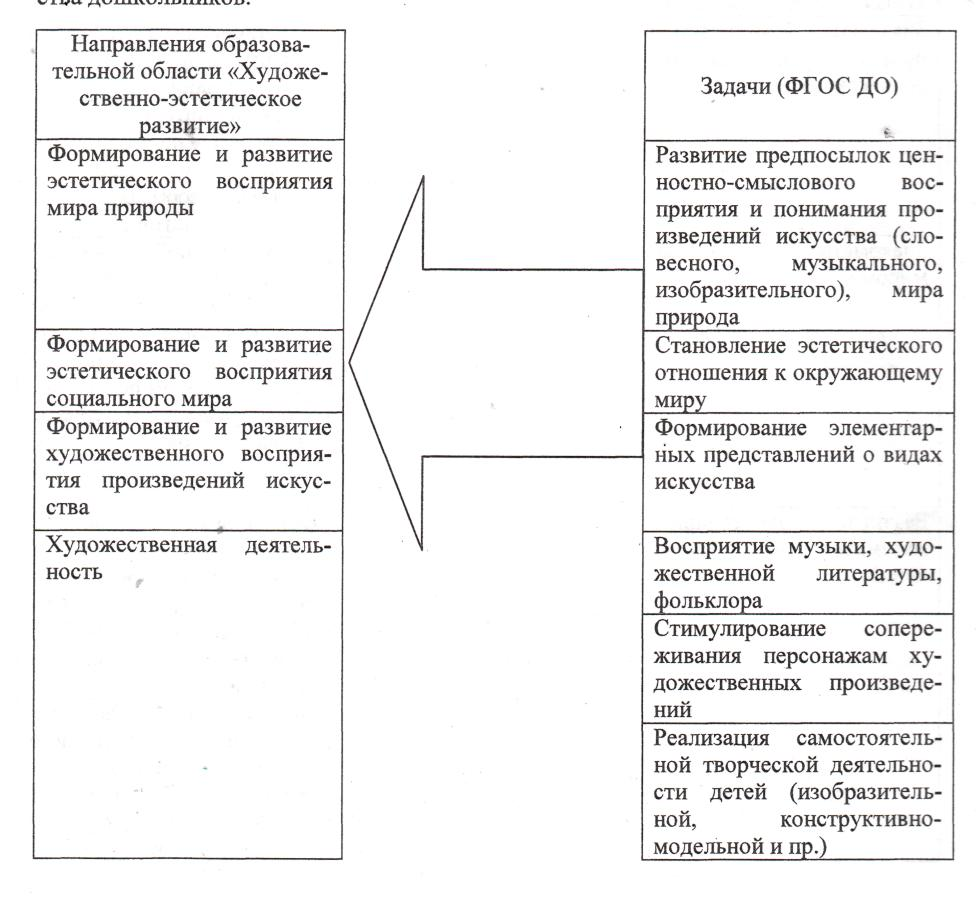 ства дошкольников.
Направления образова-
тельной области «Художе-
ственно-эстетическое
развитие»
Формирование и развитие
эстетического восприятия
мира природы
Формирование и развитие
эстетического восприятия
социального мира
Формирование и развитие
художественного восприя-
тия произведений искус-
ства
Художественная деятель-
ность
Задачи (ФГОС ДО)
Развитие предпосылок цен-
ностно-смыслового вос-
приятия и понимания про-
изведений искусства (сло-
весного, музыкального,
изобразительного), мира
природа
Становление эстетического
отношения к окружающему
миру
Формирование элементар-
ных представлений о видах
искусства
Восприятие музыки, худо-
жественной литературы,
фольклора
Стимулирование сопере-
живания персонажам ху-
дожественных произведе-
ний
Реализация самостоятель-
ной творческой деятельно-
сти детей (изобразитель-
ной, конструктивно-
модельной и пр.)